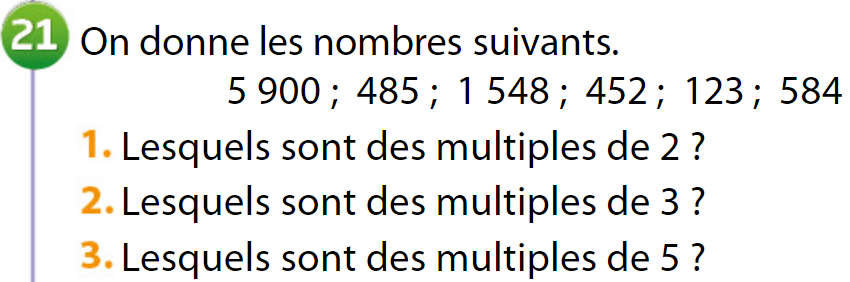 21 On donne les nombres suivants.
5 900 ; 485 ; 1 548 ; 452 ; 123 ; 584
1. Lesquels sont des multiples de 2 ?
2. Lesquels sont des multiples de 3 ?
3. Lesquels sont des multiples de 5 ?